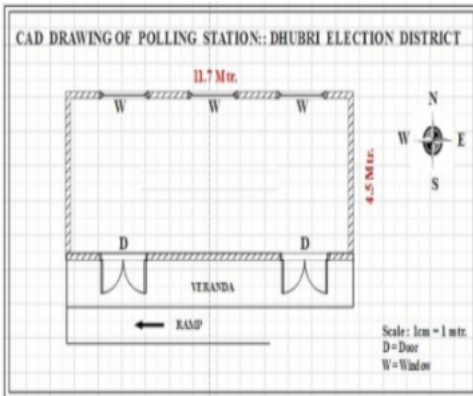 CAD DRAWING OF POLLING STATION:: DHUBRI ELECTION DISTRICT
11.7 Mtr.
W W W
N
W E
S
4.5 Mtr.
D D
VERANDA
RAMP
Scale: 1cm = 1 mtr.
D=Door
W=Window